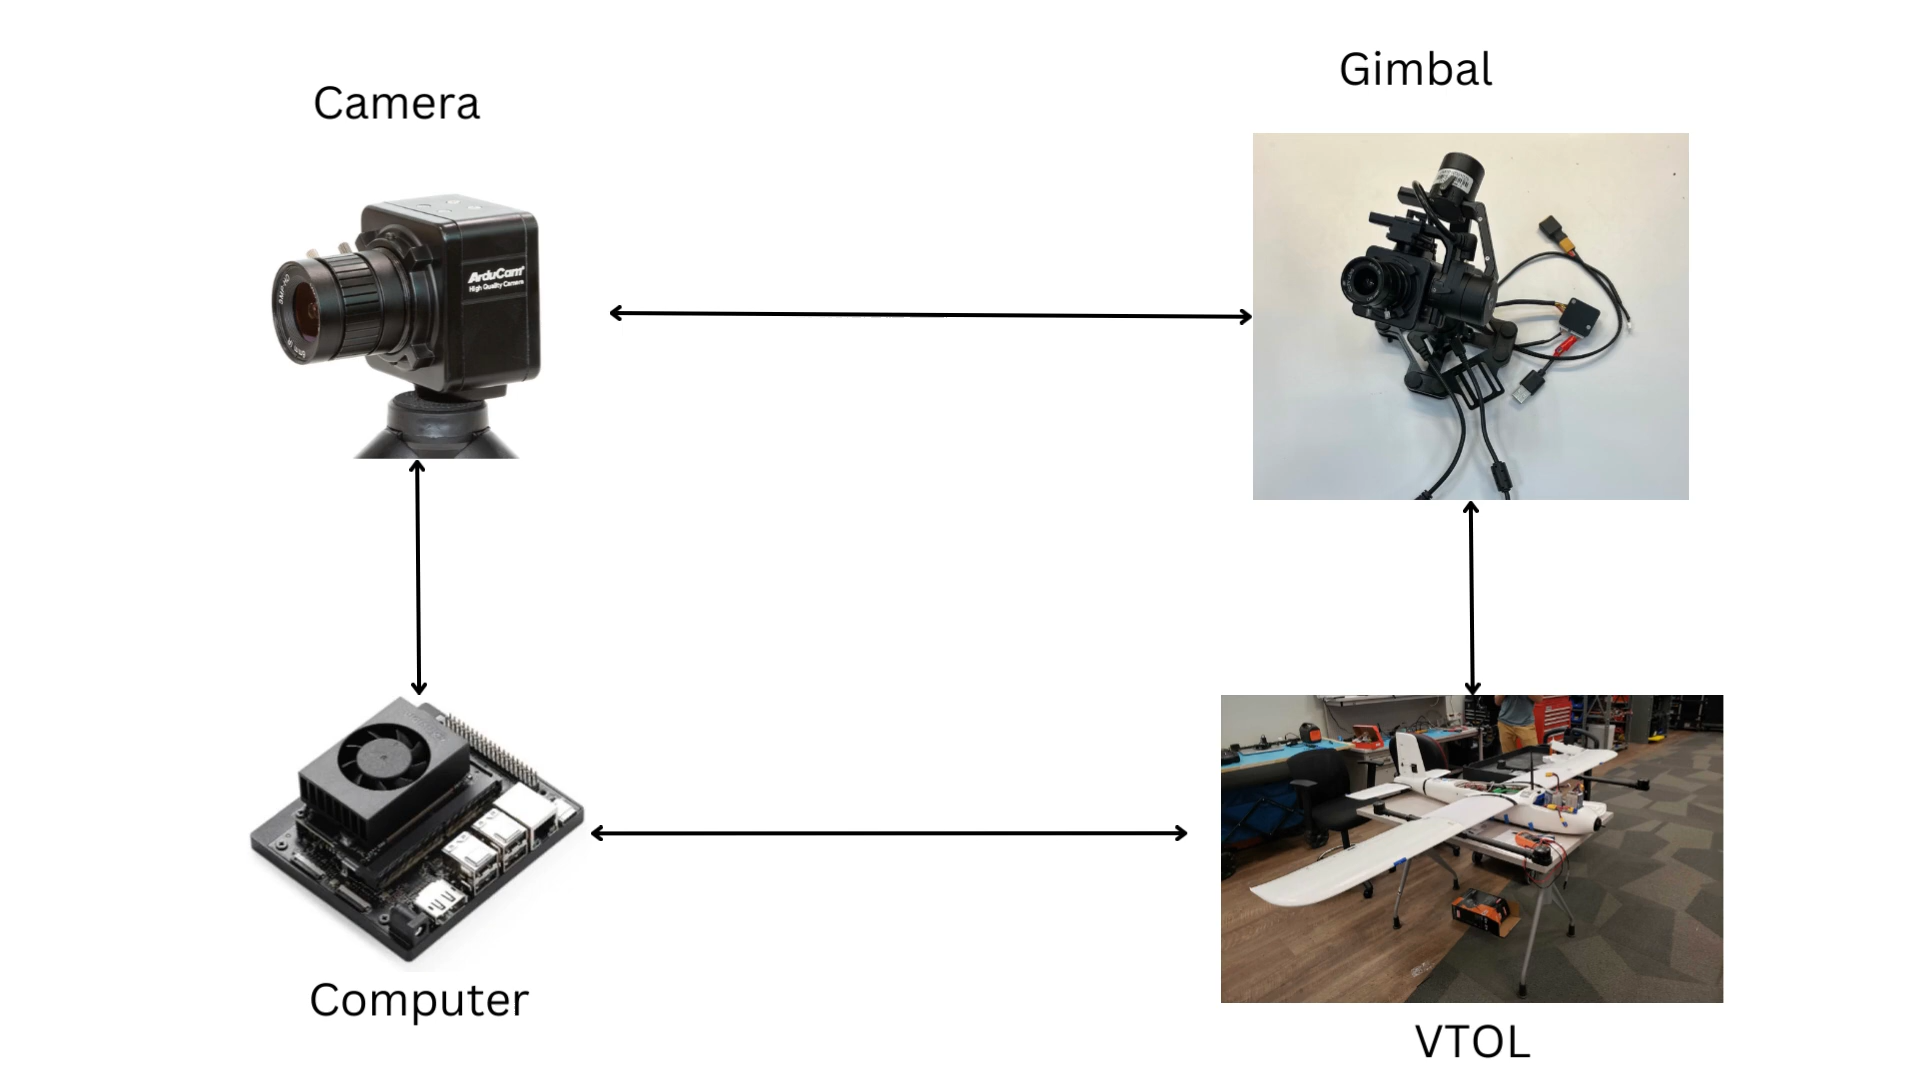 Gimbal
Camera
ArduCam
High Quality Camera
Computer
VTOL